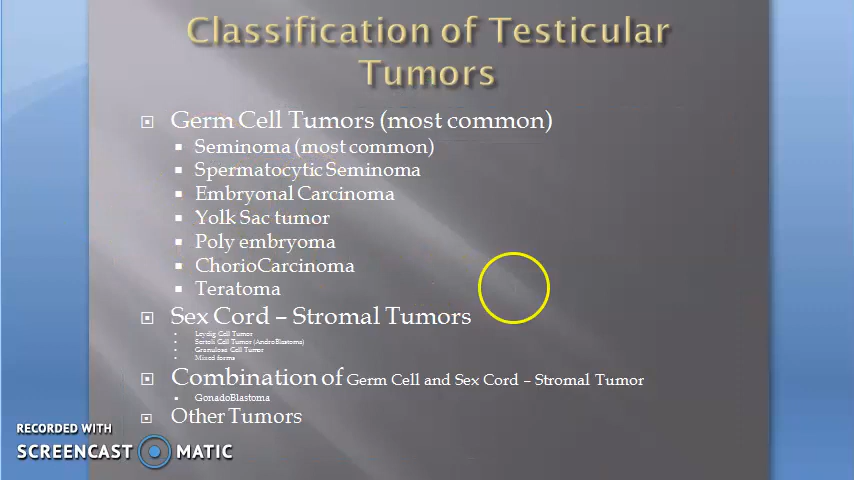 Classification of Testicular
Tumors
Germ Cell Tumors (most common)
Seminoma (most common)
Spermatocytic Seminoma
Embryonal Carcinoma
Yolk Sac tumor
Poly embryoma
ChorioCarcinoma
Teratoma
Sex Cord – Stromal Tumors
Leydig Cell Tumor
Sertoli Cell Tumor (AndroBlastoma)
Granulosa Cell Tumor
Mixed forms
Combination of Germ Cell and Sex Cord – Stromal Tumor
GonadoBlastoma
Other Tumors
RECORDED WITH
SCREENCAST MATIC